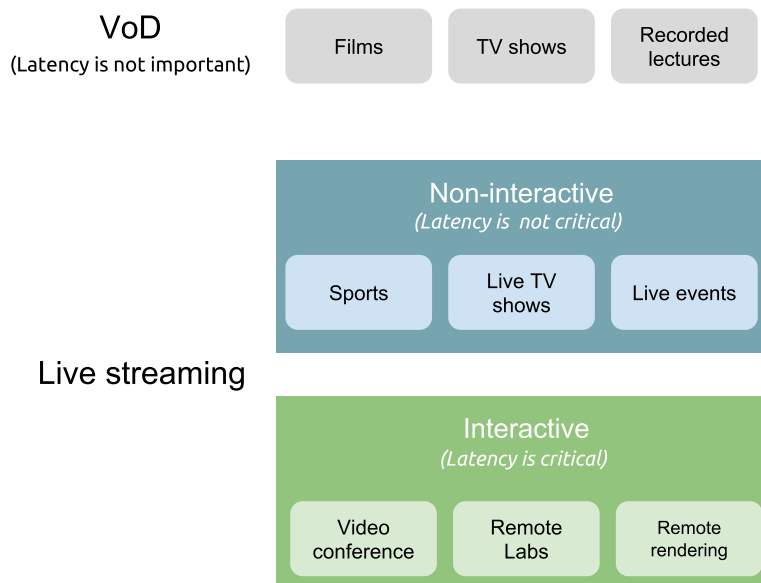 VoD
(Latency is not important)
Films
TV shows
Recorded
lectures
Non-interactive
(Latency is not critical)
Sports
Live TV
shows
Live events
Live streaming
Interactive
(Latency is critical)
Video
conference
Remote
Labs
Remote
rendering